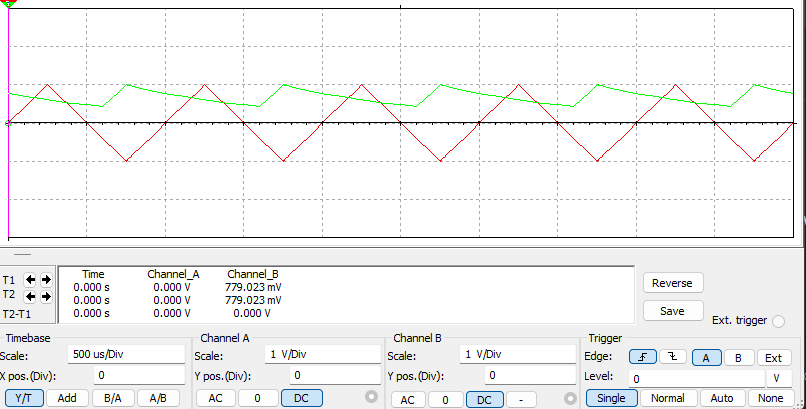 Time Channel_A Channel_B
T1 0.000 s 0.000 V 779.023 mV
T2 0.000 s 0.000 V 779.023 mV
T2-T1 0.000 s 0.000 V 0.000 V
Reverse
Save
Ext. trigger
Timebase
Scale: 500 us/Div
X pos.(Div): 0
Y/T Add B/A A/B
Channel A
Scale: 1 V/Div
Y pos.(Div): 0
AC 0 DC
Channel B
Scale: 1 V/Div
Y pos.(Div): 0
AC 0 DC -
Trigger
Edge: A B Ext
Level: 0 V
Single Normal Auto None